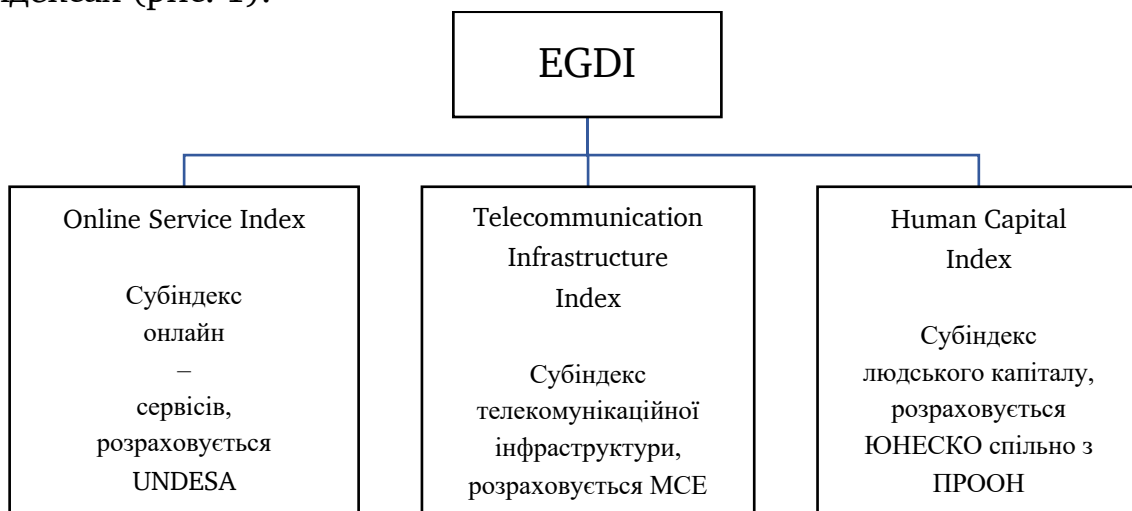 (рис. 1).
EGDI
Online Service Index
Субіндекс
онлайн
–
сервісів,
розраховується
UNDESA
Telecommunication
Infrastructure
Index
Субіндекс
телекомунікаційної
інфраструктури,
розраховується МСЕ
Human Capital
Index
Субіндекс
людського капіталу,
розраховується
ЮНЕСКО спільно з
ПРООН